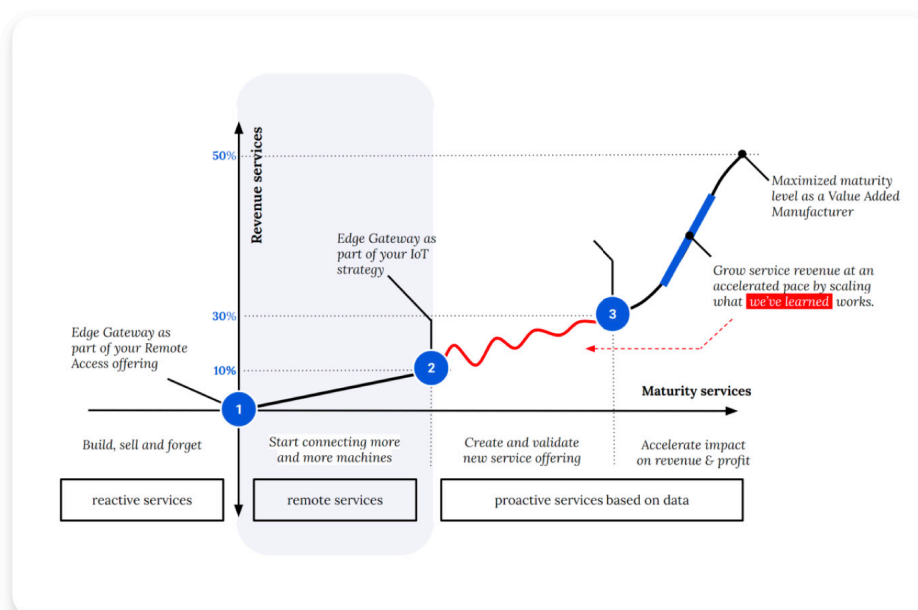 Revenue services
50%
30%
10%
Edge Gateway as
part of your Remote
Access offering
1
Edge Gateway as
part of your IoT
strategy
2
3
Maximized maturity
level as a Value Added
Manufacturer
Grow service revenue at an
accelerated pace by scaling
what we've learned works.
Maturity services
Build, sell and forget
Start connecting more
and more machines
Create and validate
new service offering
Accelerate impact
on revenue & profit
reactive services
remote services
proactive services based on data